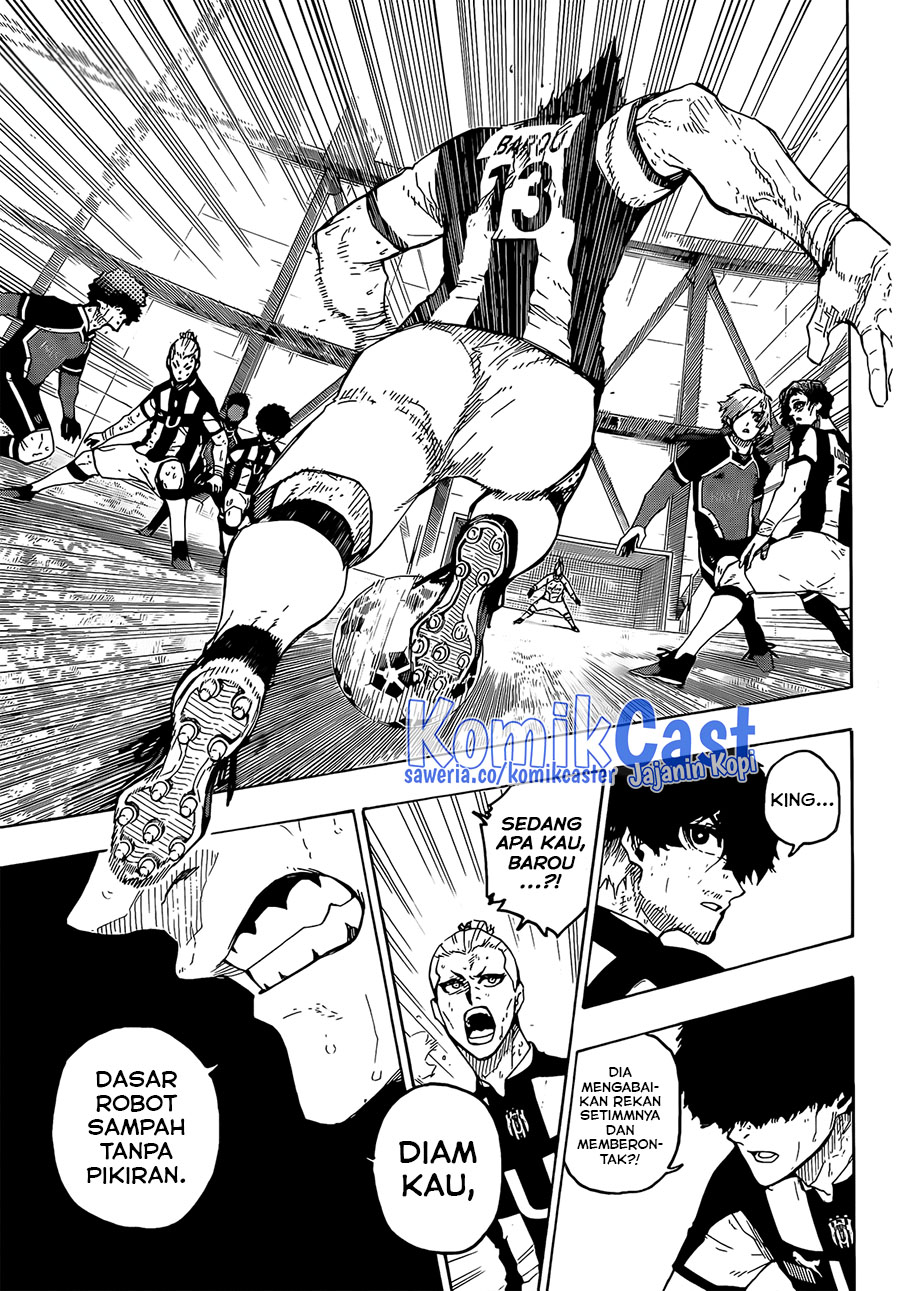 BAROU
13
KomikCast
saweria.co/komikcaster
Jajanin Kopi
KING...
SEDANG
APA KAU,
BAROU
...?!
DIA
MENGABAI-
KAN REKAN
SETIMMNYA
DAN
MEMBERON-
TAK?!
DIAM
KAU,
DASAR
ROBOT
SAMPAH
TANPA
PIKIRAN.